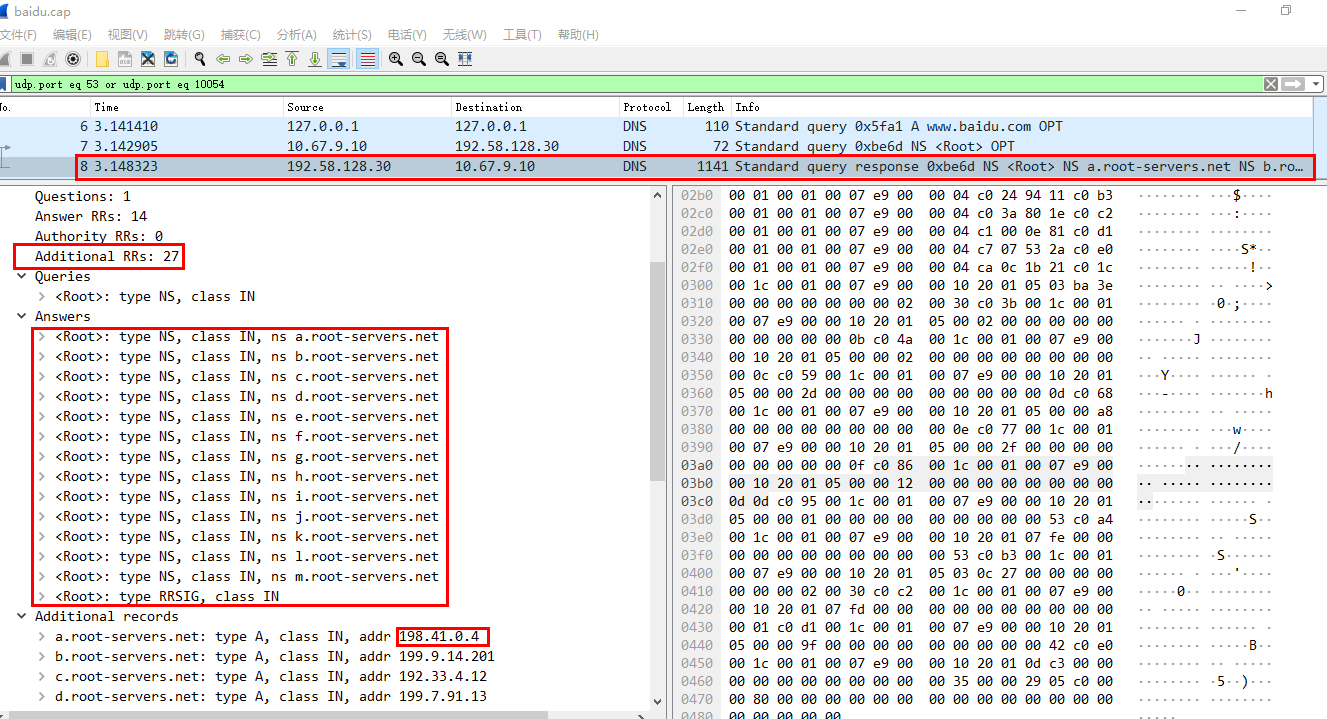 baidu.cap
文件(F) 编辑(E) 视图(V) 跳转(G) 捕获(C) 分析(A) 统计(S) 电话(Y) 无线(W) 工具(T) 帮助(H)
udp.port eq 53 or udp.port eq 10054
No. Time Source Destination Protocol Length Info
6 3.141410 127.0.0.1 127.0.0.1 DNS 110 Standard query 0x5fa1 A www.baidu.com OPT
7 3.142905 10.67.9.10 192.58.128.30 DNS 72 Standard query 0xbe6d NS <Root> OPT
8 3.148323 192.58.128.30 10.67.9.10 DNS 1141 Standard query response 0xbe6d NS <Root> NS a.root-servers.net NS b.ro…
Questions: 1
Answer RRs: 14
Authority RRs: 0
Additional RRs: 27
Queries
<Root>: type NS, class IN
Answers
<Root>: type NS, class IN, ns a.root-servers.net
<Root>: type NS, class IN, ns b.root-servers.net
<Root>: type NS, class IN, ns c.root-servers.net
<Root>: type NS, class IN, ns d.root-servers.net
<Root>: type NS, class IN, ns e.root-servers.net
<Root>: type NS, class IN, ns f.root-servers.net
<Root>: type NS, class IN, ns g.root-servers.net
<Root>: type NS, class IN, ns h.root-servers.net
<Root>: type NS, class IN, ns i.root-servers.net
<Root>: type NS, class IN, ns j.root-servers.net
<Root>: type NS, class IN, ns k.root-servers.net
<Root>: type NS, class IN, ns l.root-servers.net
<Root>: type NS, class IN, ns m.root-servers.net
<Root>: type RRSIG, class IN
Additional records
a.root-servers.net: type A, class IN, addr 198.41.0.4
b.root-servers.net: type A, class IN, addr 199.9.14.201
c.root-servers.net: type A, class IN, addr 192.33.4.12
d.root-servers.net: type A, class IN, addr 199.7.91.13
02b0 00 01 00 01 00 07 e9 00 00 04 c0 24 94 11 c0 b3 ········ ···$····
02c0 00 01 00 01 00 07 e9 00 00 04 c0 3a 80 1e c0 c2 ········ ···:····
02d0 00 01 00 01 00 07 e9 00 00 04 c1 00 0e 81 c0 d1 ········ ········
02e0 00 01 00 01 00 07 e9 00 00 04 c7 07 53 2a c0 e0 ········ ····S*··
02f0 00 01 00 01 00 07 e9 00 00 04 ca 0c 1b 21 c0 1c ········ ·····!··
0300 00 1c 00 01 00 07 e9 00 00 10 20 01 05 03 ba 3e ········ ·· ····>
0310 00 00 00 00 00 00 00 02 00 30 c0 3b 00 1c 00 01 ········ ·0·;····
0320 00 07 e9 00 00 10 20 01 05 00 02 00 00 00 00 00 ······ · ········
0330 00 00 00 00 00 0b c0 4a 00 1c 00 01 00 07 e9 00 ·······J ········
0340 00 10 20 01 05 00 00 02 00 00 00 00 00 00 00 00 ·· ····· ········
0350 00 0c c0 59 00 1c 00 01 00 07 e9 00 00 10 20 01 ···Y···· ······ ·
0360 05 00 00 2d 00 00 00 00 00 00 00 00 00 0d c0 68 ···-···· ·······h
0370 00 1c 00 01 00 07 e9 00 00 10 20 01 05 00 00 a8 ········ ·· ·····
0380 00 00 00 00 00 00 00 00 00 0e c0 77 00 1c 00 01 ········ ···w····
0390 00 07 e9 00 00 10 20 01 05 00 00 2f 00 00 00 00 ······ · ···/····
03a0 00 00 00 00 00 0f c0 86 00 1c 00 01 00 07 e9 00 ········ ········
03b0 00 10 20 01 05 00 00 12 00 00 00 00 00 00 00 00 ·· ····· ········
03c0 0d 0d c0 95 00 1c 00 01 00 07 e9 00 00 10 20 01 ········ ······ ·
03d0 05 00 00 01 00 00 00 00 00 00 00 00 00 53 c0 a4 ········ ·····S··
03e0 00 1c 00 01 00 07 e9 00 00 10 20 01 07 fe 00 00 ········ ·· ·····
03f0 00 00 00 00 00 00 00 00 00 53 c0 b3 00 1c 00 01 ········ ·S······
0400 00 07 e9 00 00 10 20 01 05 03 0c 27 00 00 00 00 ······ · ···'····
0410 00 00 00 02 00 30 c0 c2 00 1c 00 01 00 07 e9 00 ·····0·· ········
0420 00 10 20 01 07 fd 00 00 00 00 00 00 00 00 00 00 ·· ····· ········
0430 00 01 c0 d1 00 1c 00 01 00 07 e9 00 00 10 20 01 ········ ······ ·
0440 05 00 00 9f 00 00 00 00 00 00 00 00 00 42 c0 e0 ········ ·····B··
0450 00 1c 00 01 00 07 e9 00 00 10 20 01 0d c3 00 00 ········ ·· ·····
0460 00 00 00 00 00 00 00 00 00 35 00 00 29 05 c0 00 ········ ·5··)···
0470 00 80 00 00 00 00 00 00 00 00 00 00 00 00 00 00 ········ ········
0480 00 00 00 00 00 ·····